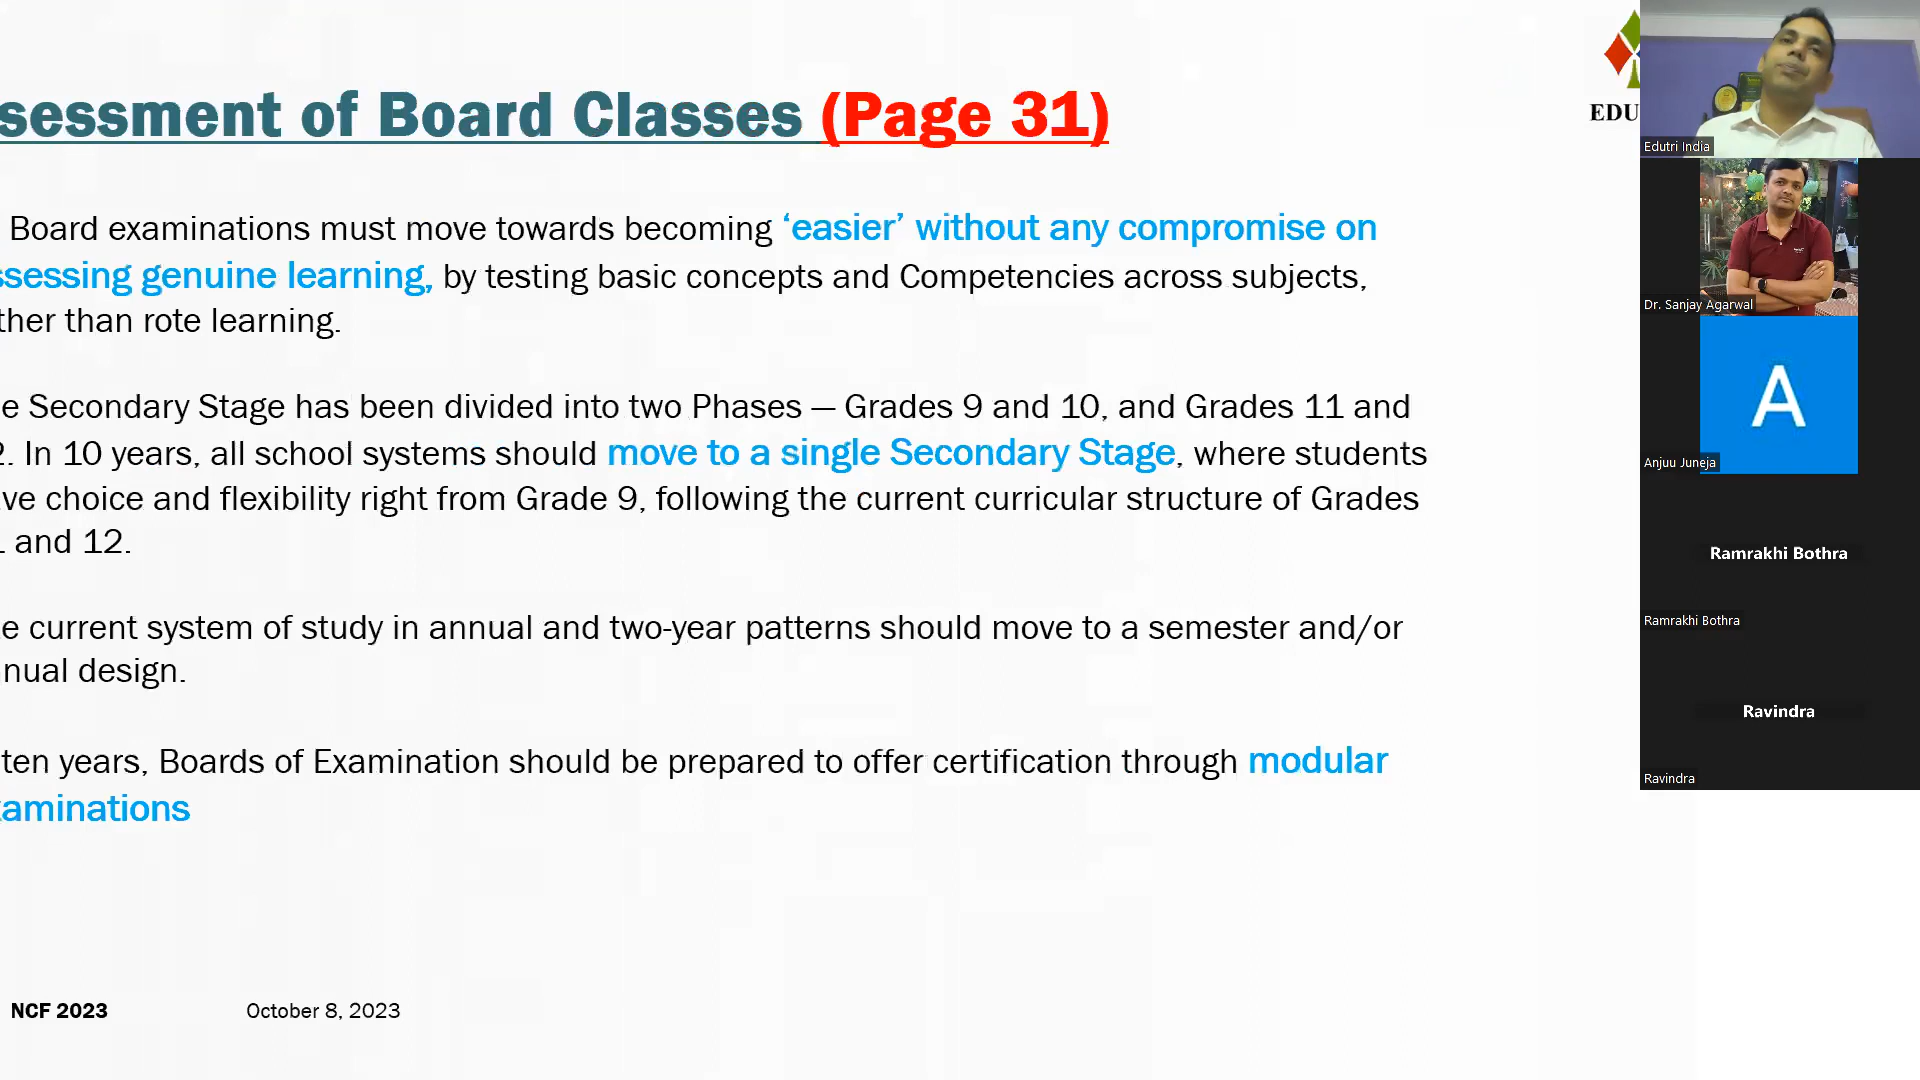 sessment of Board Classes (Page 31)
EDU
Board examinations must move towards becoming ‘easier’ without any compromise on
ssessing genuine learning, by testing basic concepts and Competencies across subjects,
ther than rote learning.
e Secondary Stage has been divided into two Phases — Grades 9 and 10, and Grades 11 and
2. In 10 years, all school systems should move to a single Secondary Stage, where students
ve choice and flexibility right from Grade 9, following the current curricular structure of Grades
1 and 12.
e current system of study in annual and two-year patterns should move to a semester and/or
nual design.
ten years, Boards of Examination should be prepared to offer certification through modular
aminations
NCF 2023
October 8, 2023
Edutri India
Dr. Sanjay Agarwal
A
Anjuu Juneja
Ramrakhi Bothra
Ramrakhi Bothra
Ravindra
Ravindra